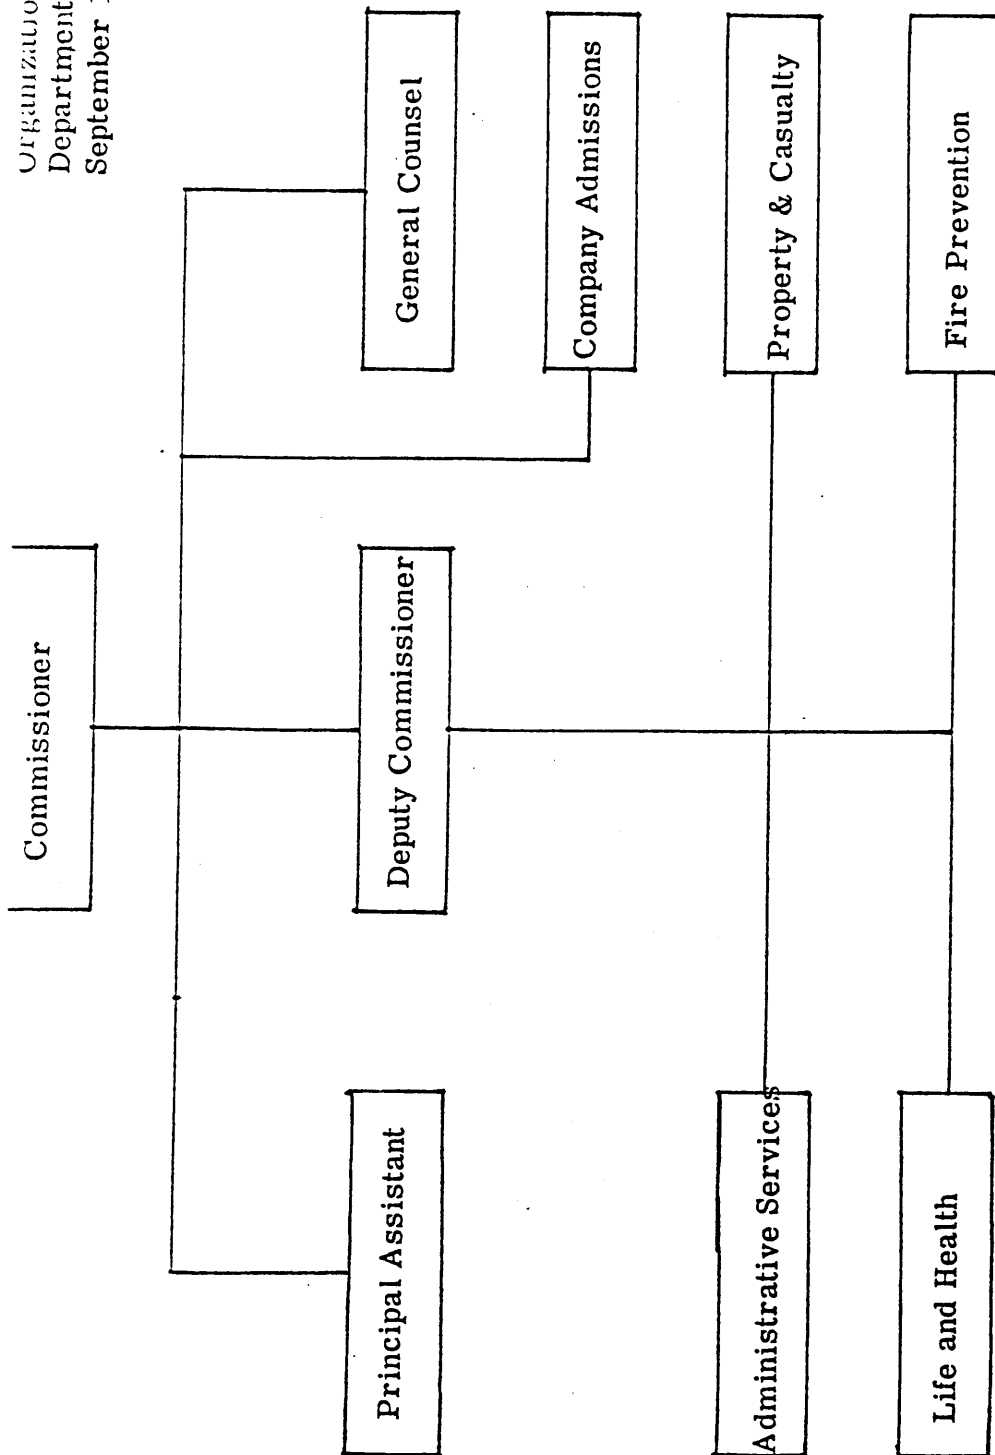 Department
September
Commissioner
Principal Assistant
Deputy Commissioner
General Counsel
Company Admissions
Administrative Services
Property & Casualty
Life and Health
Fire Prevention